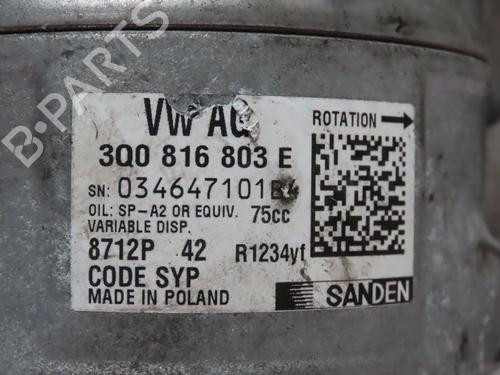 B-PARTS
VW AG
ROTATION
3Q0 816 803 E
SN: 034647101
OIL: SP-A2 OR EQUIV. 75cc
VARIABLE DISP.
8712P 42 R1234yf
CODE SYP
MADE IN POLAND
SANDEN